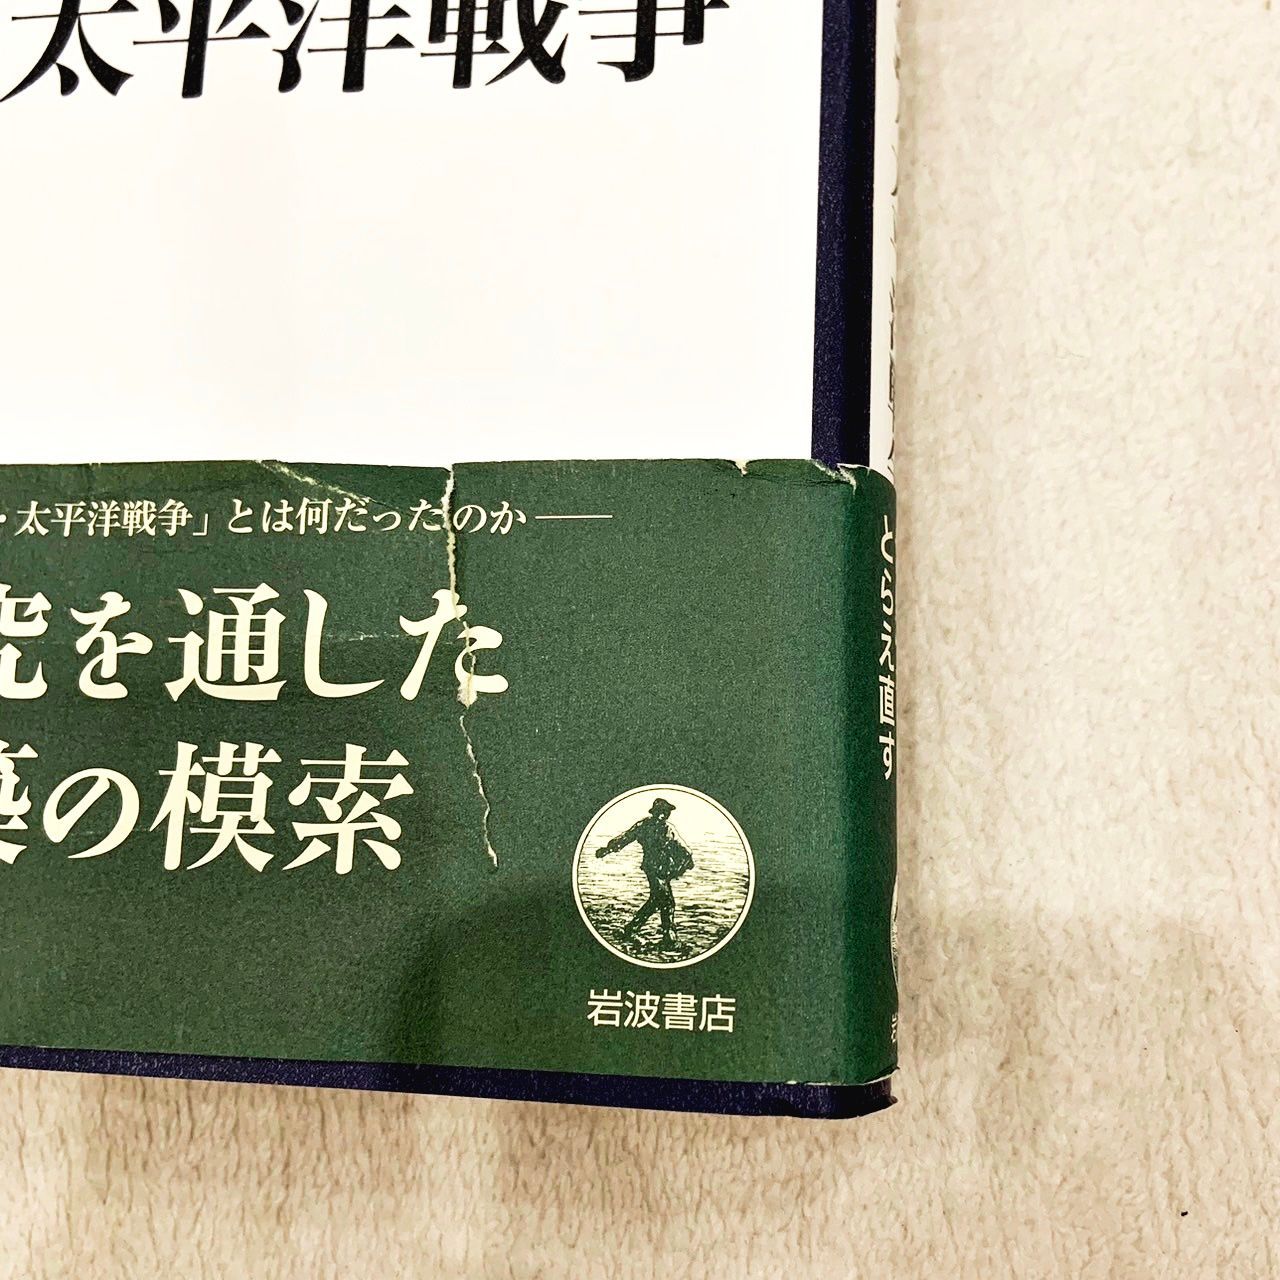 太平洋戦争
・太平洋戦争」とは何だったのか──
究を通した
築の模索
岩波書店
とらえ直す